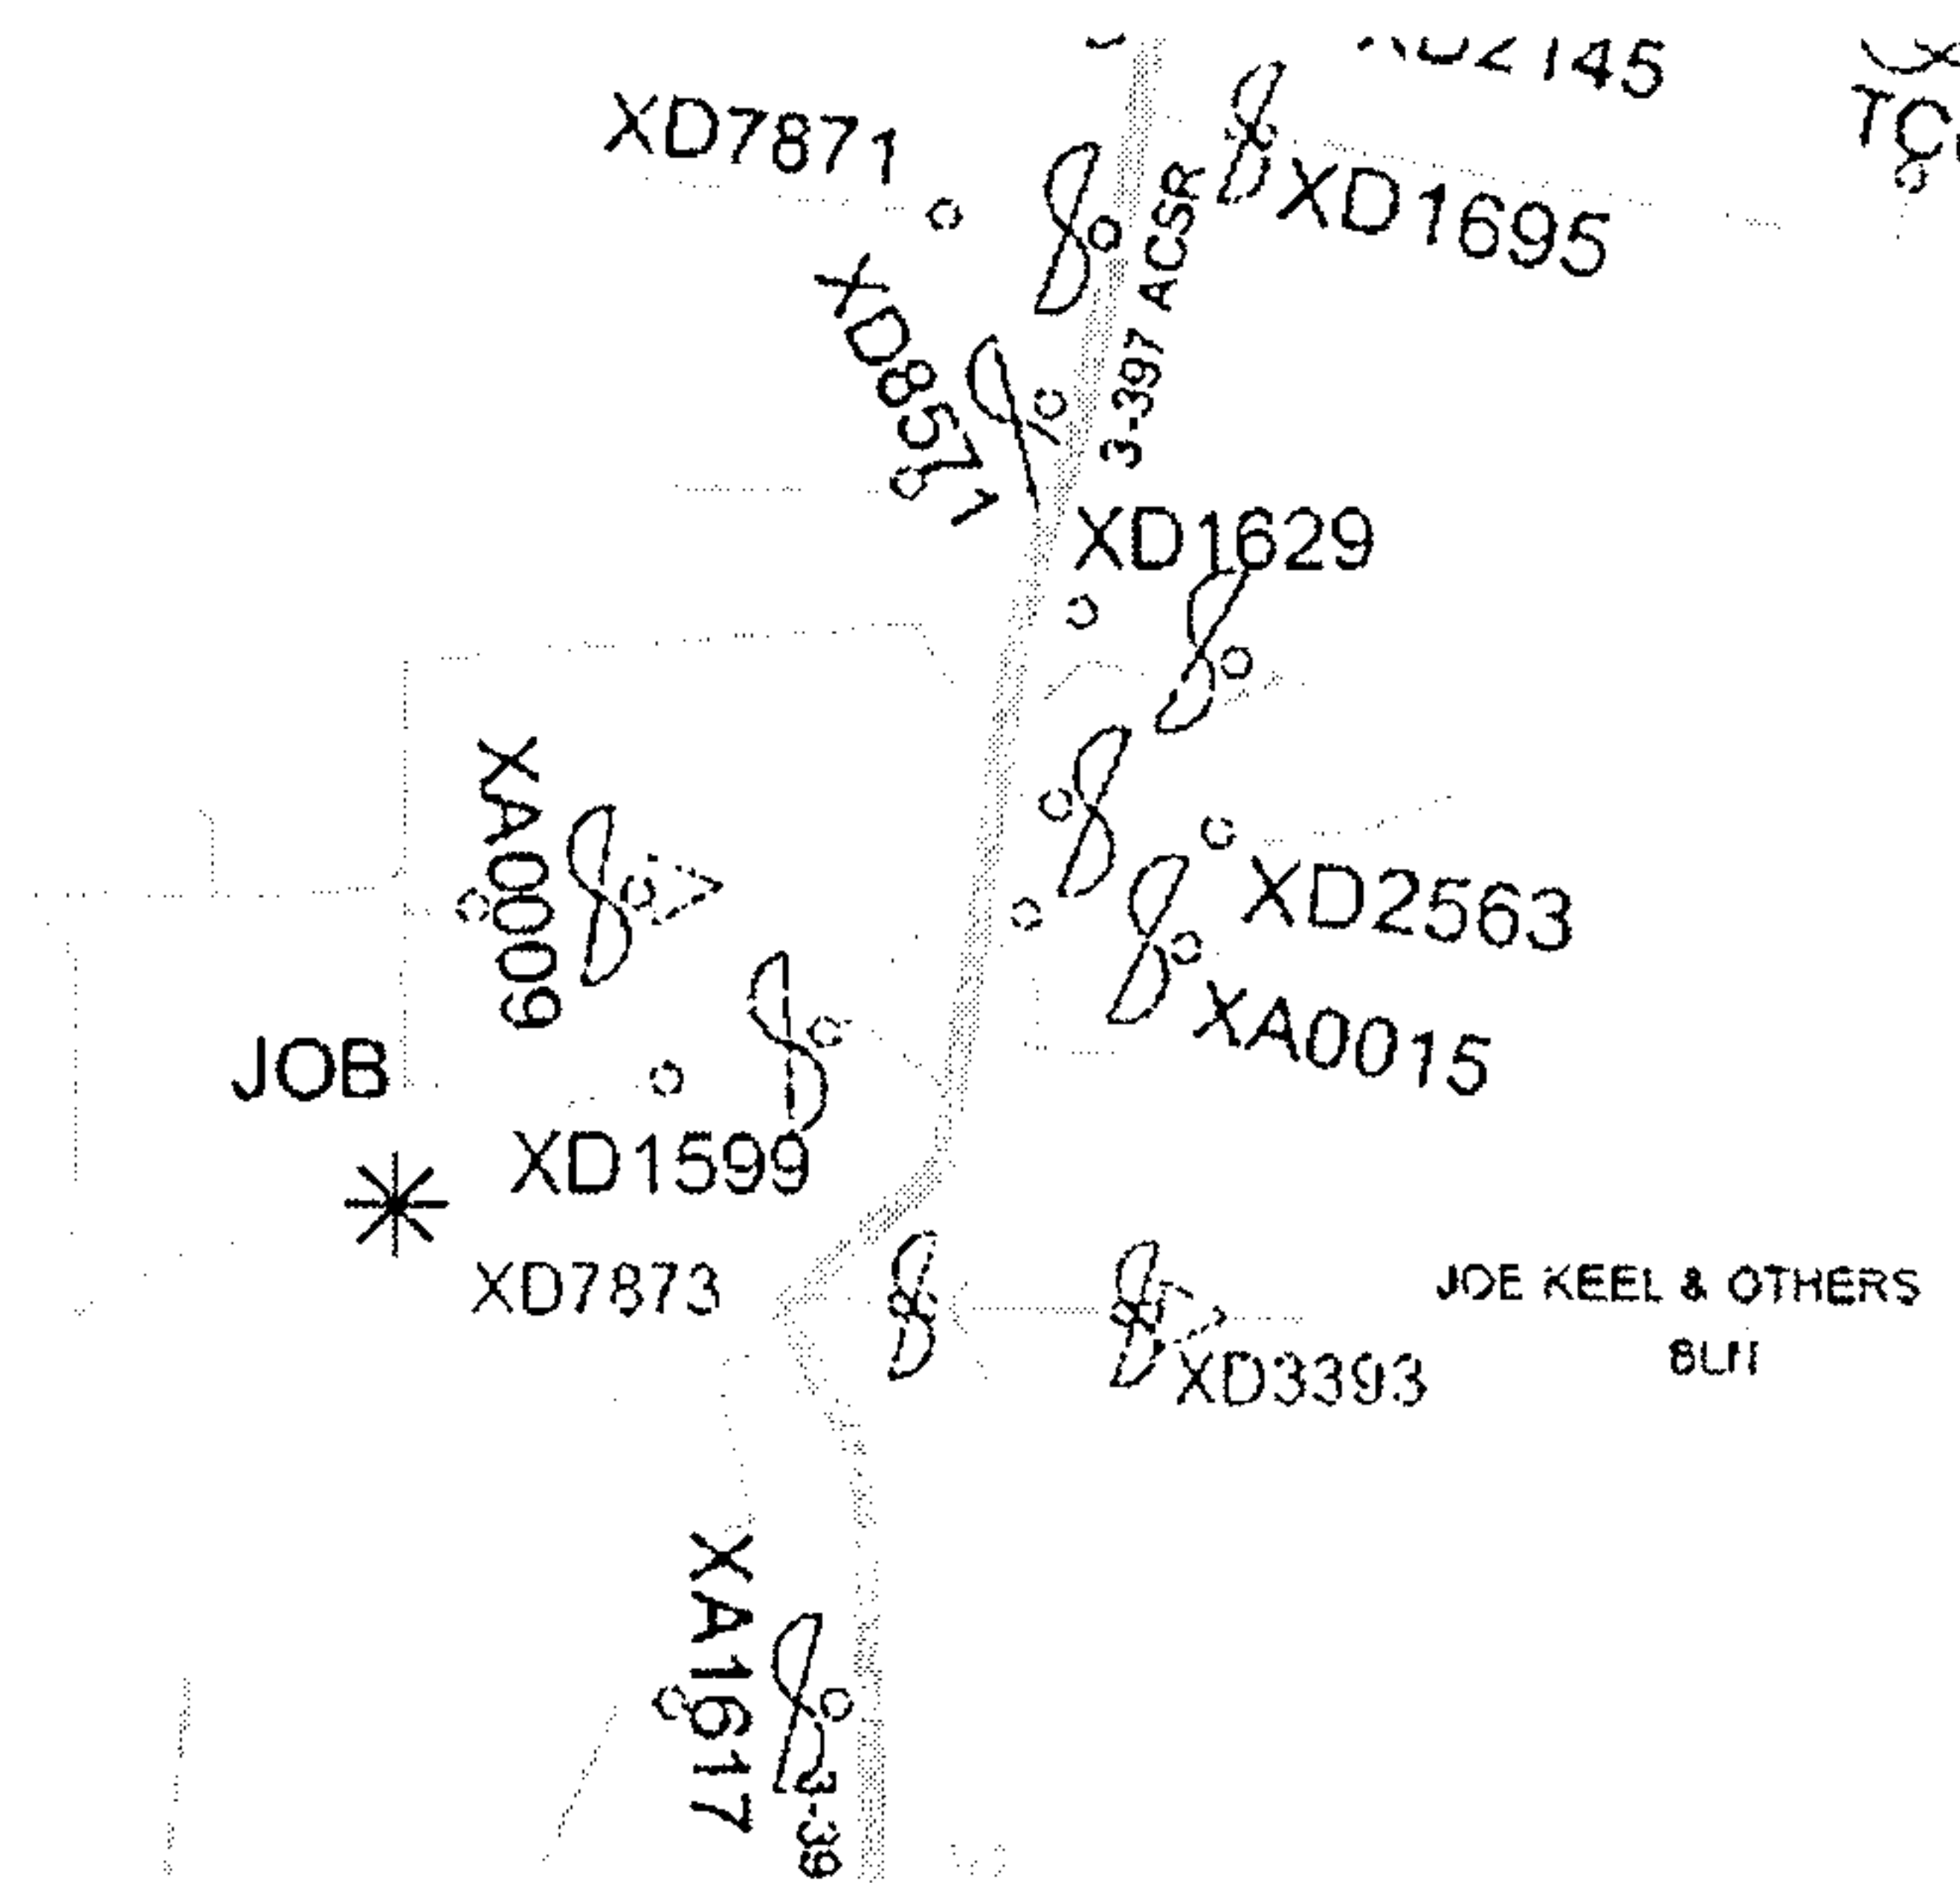 XD7871
XD1695
3-397 ACSR
XD8571
XD1629
XA0009
XD2563
XA0015
JOB
XD1599
XD7873
JOE KEEL & OTHERS
XD3393
XA1617